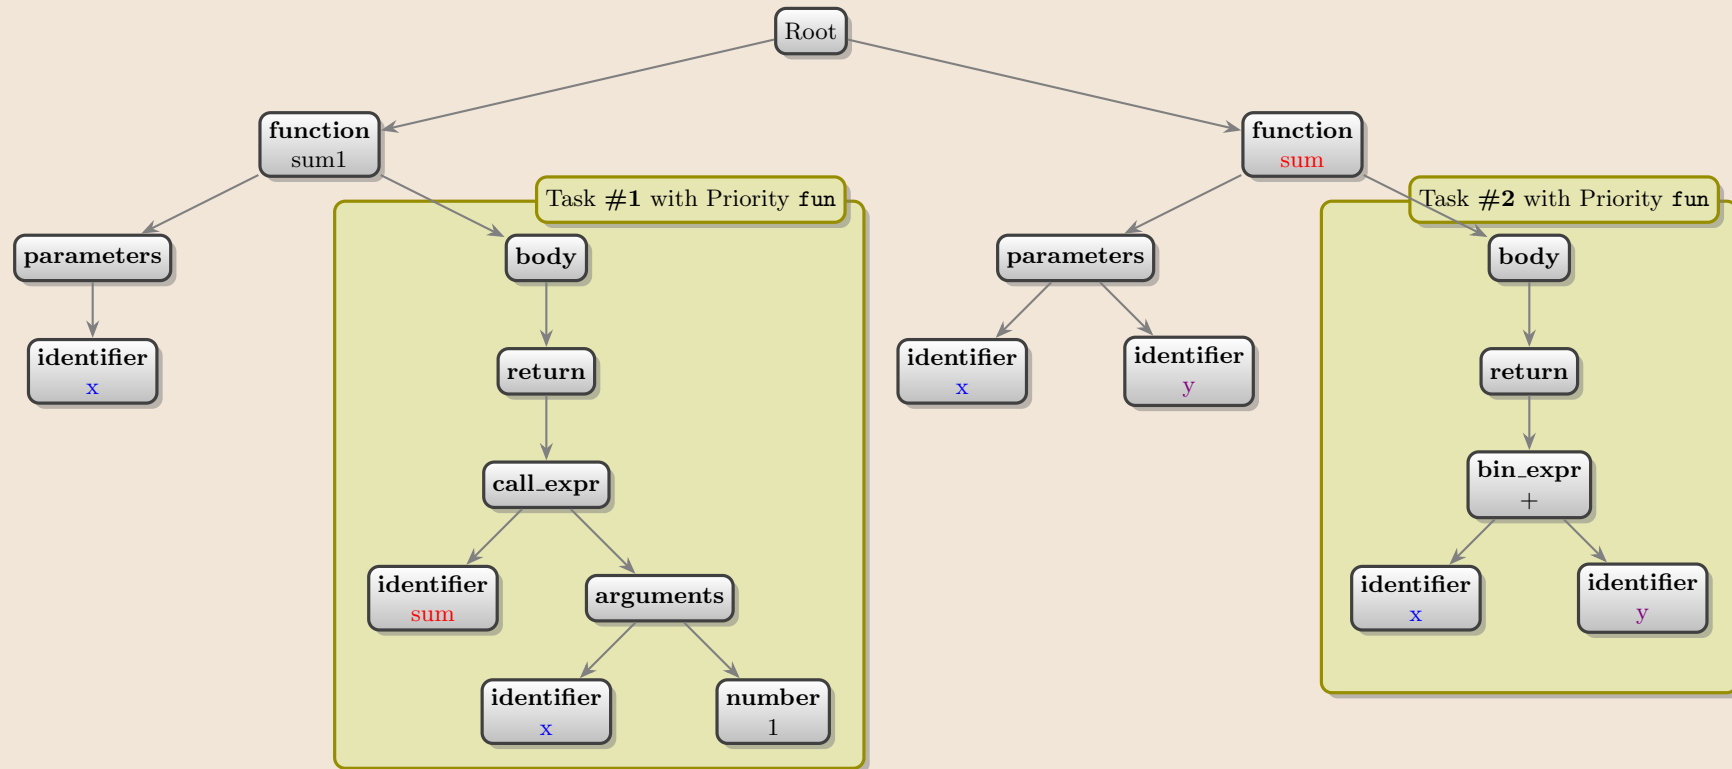 Root
function
sum1
function
sum
Task #1 with Priority fun
Task #2 with Priority fun
parameters
body
parameters
body
identifier
x
return
identifier
x
identifier
y
return
call_expr
bin_expr
+
identifier
sum
arguments
identifier
x
identifier
y
identifier
x
number
1